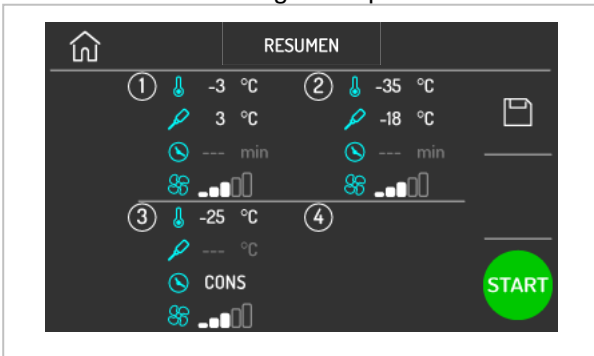 RESUMEN
1 -3 °C 2 -35 °C
3 °C -18 °C
--- min --- min
3 -25 °C 4
--- °C
CONS
START